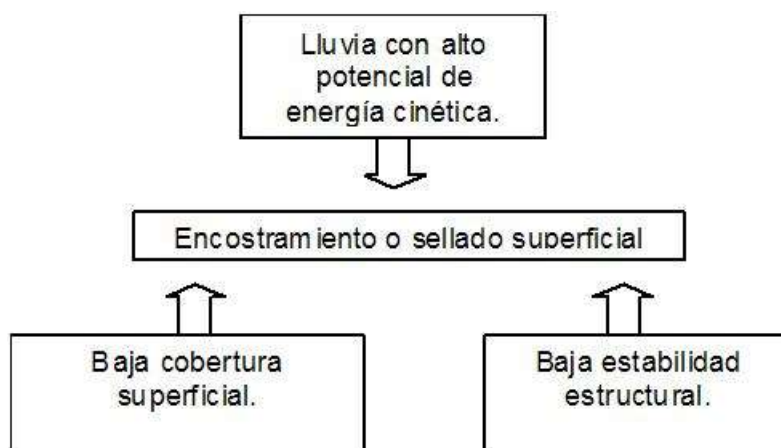 Lluvia con alto
potencial de
energía cinética.
Encostramiento o sellado superficial
Baja cobertura
superficial.
Baja estabilidad
estructural.